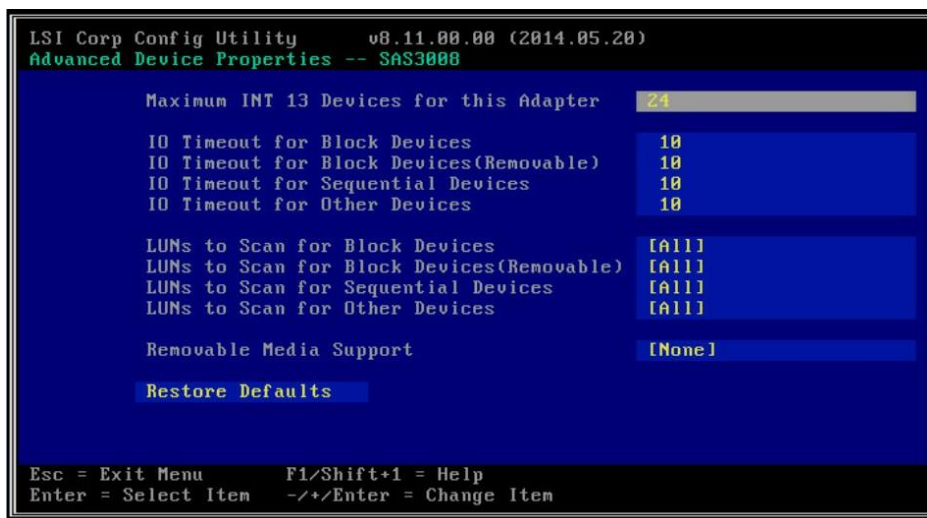 LSI Corp Config Utility v8.11.00.00 (2014.05.20)
Advanced Device Properties -- SAS3008
Maximum INT 13 Devices for this Adapter 24
IO Timeout for Block Devices 10
IO Timeout for Block Devices(Removable) 10
IO Timeout for Sequential Devices 10
IO Timeout for Other Devices 10
LUNs to Scan for Block Devices [All]
LUNs to Scan for Block Devices(Removable) [All]
LUNs to Scan for Sequential Devices [All]
LUNs to Scan for Other Devices [All]
Removable Media Support [None]
Restore Defaults
Esc = Exit Menu F1/Shift+1 = Help
Enter = Select Item -/+/Enter = Change Item